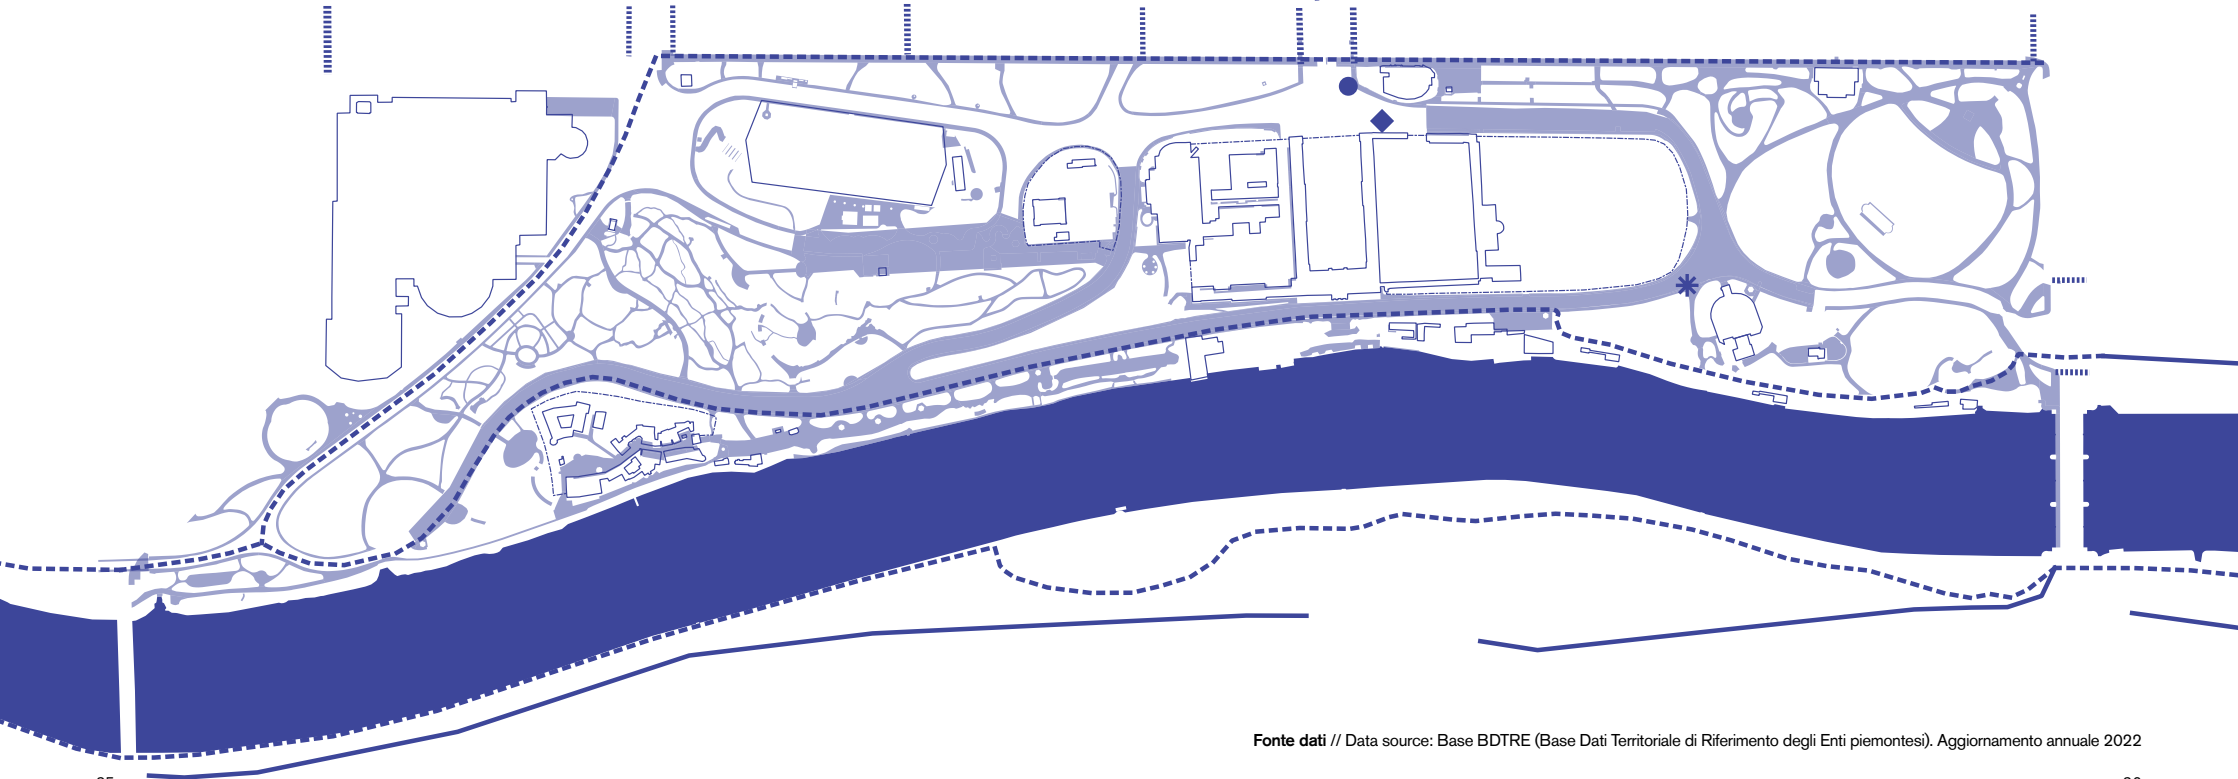 Fonte dati // Data source: Base BDTRE (Base Dati Territoriale di Riferimento degli Enti piemontesi). Aggiornamento annuale 2022